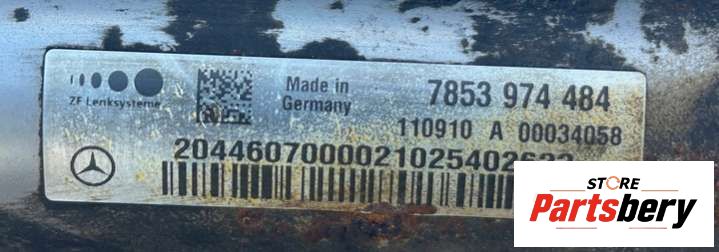 ZF Lenksysteme
Made in
Germany
7853 974 484
110910 A 00034058
STORE
Partsbery